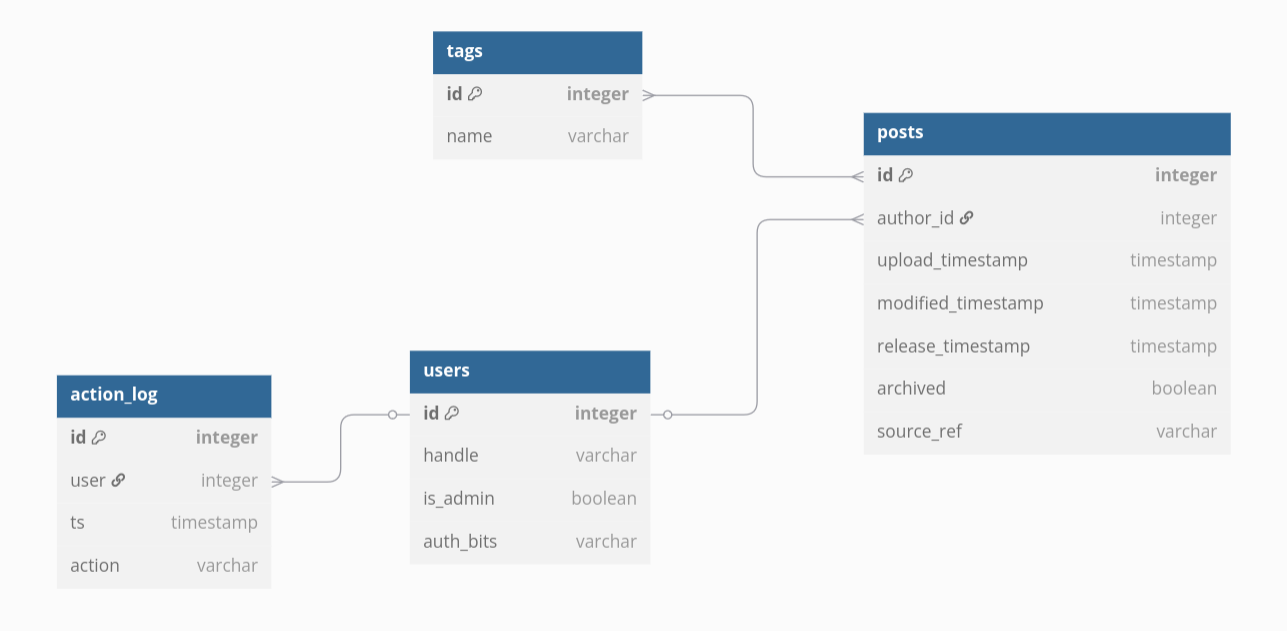 tags
id integer
name varchar
posts
id integer
author_id integer
upload_timestamp timestamp
modified_timestamp timestamp
release_timestamp timestamp
archived boolean
source_ref varchar
users
id integer
handle varchar
is_admin boolean
auth_bits varchar
action_log
id integer
user integer
ts timestamp
action varchar